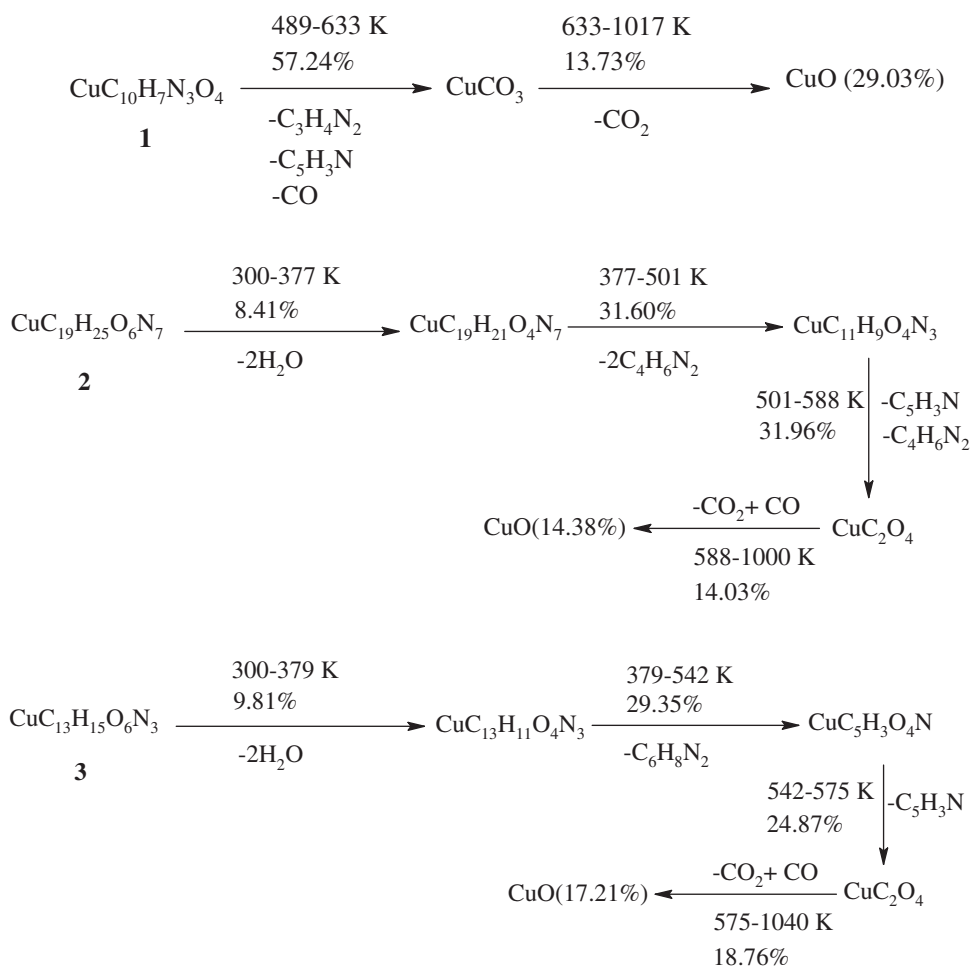 489-633 K 633-1017 K
57.24% 13.73%
CuC₁₀H₇N₃O₄ CuCO₃ CuO (29.03%)
1 -C₃H₄N₂ -CO₂
-C₅H₃N
-CO
300-377 K 377-501 K
8.41% 31.60%
CuC₁₉H₂₅O₆N₇ CuC₁₉H₂₁O₄N₇ CuC₁₁H₉O₄N₃
2 -2H₂O -2C₄H₆N₂
501-588 K -C₅H₃N
31.96% -C₄H₆N₂
-CO₂+ CO
CuO(14.38%) CuC₂O₄
588-1000 K
14.03%
300-379 K 379-542 K
9.81% 29.35%
CuC₁₃H₁₅O₆N₃ CuC₁₃H₁₁O₄N₃ CuC₅H₃O₄N
3 -2H₂O -C₆H₈N₂
542-575 K -C₅H₃N
24.87%
-CO₂+ CO
CuO(17.21%) CuC₂O₄
575-1040 K
18.76%